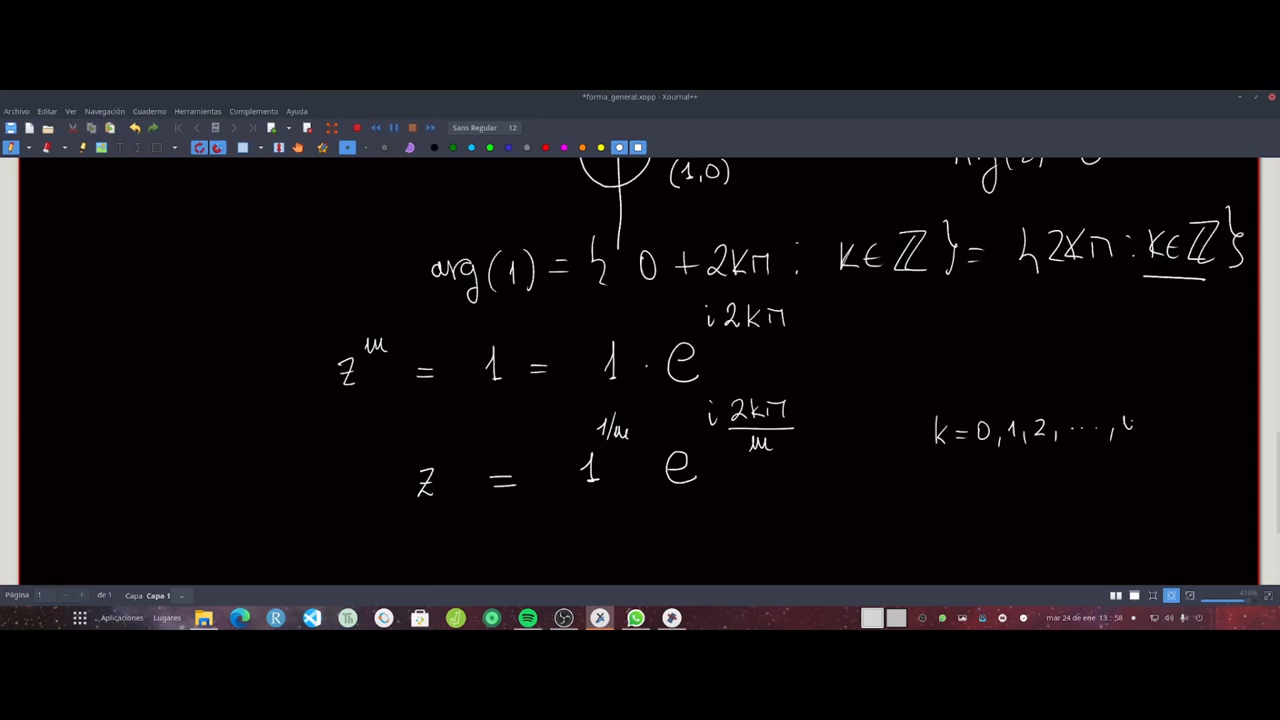 *forma_general.xopp - Xournal++
Archivo Editar Ver Navegación Cuaderno Herramientas Complemento Ayuda
Sans Regular 12
(1,0)
arg(1) = { 0 + 2kπ : k∈ℤ } = { 2kπ : k∈ℤ }
z^n = 1 = 1 · e^{i2kπ}
z = 1^{1/n} e^{i 2kπ/n} k=0,1,2,...,
Página 1 de 1 Capa Capa 1 416%
Aplicaciones Lugares mar 24 de ene 13:58